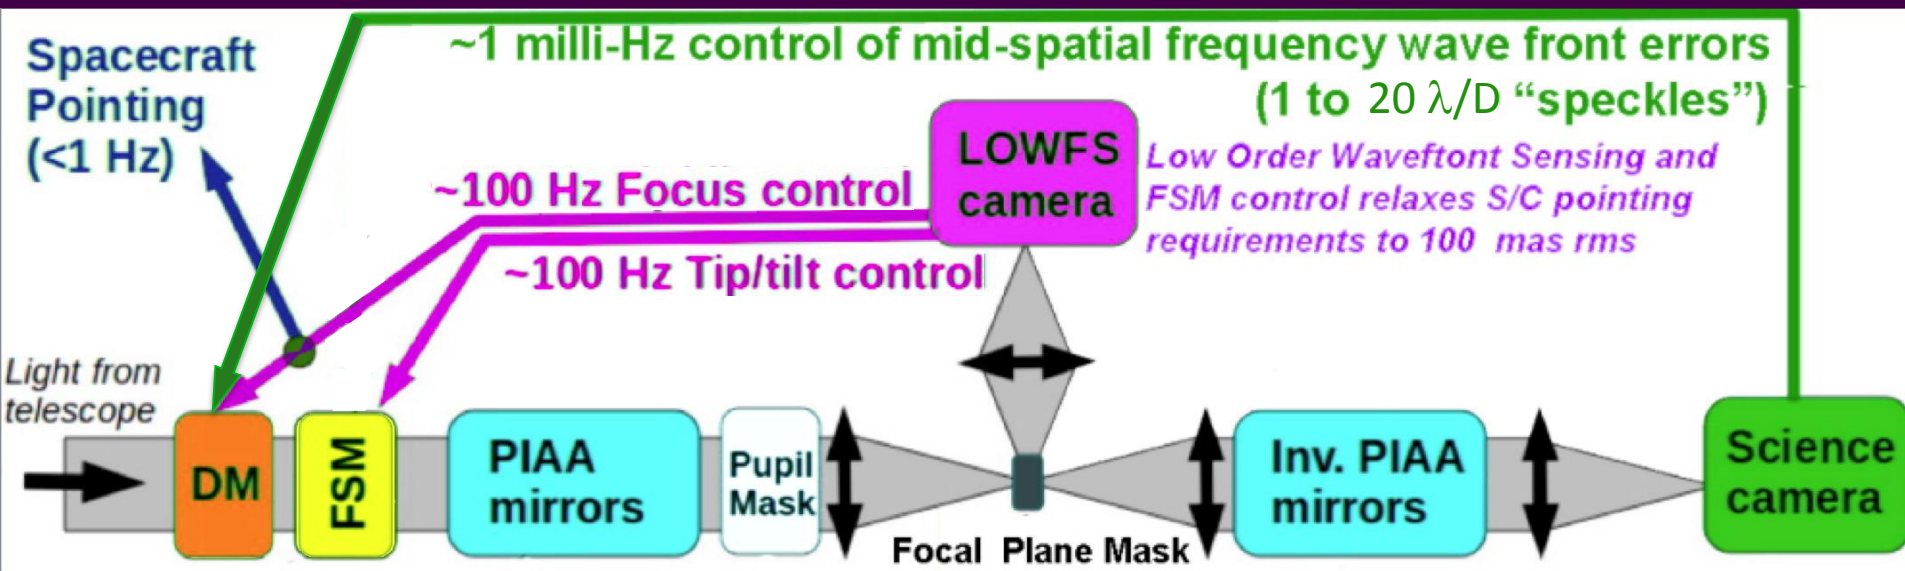 Spacecraft
Pointing
(<1 Hz)
~1 milli-Hz control of mid-spatial frequency wave front errors
(1 to 20 λ/D “speckles”)
LOWFS
camera
Low Order Waveftont Sensing and
FSM control relaxes S/C pointing
requirements to 100 mas rms
~100 Hz Focus control
~100 Hz Tip/tilt control
Light from
telescope
DM
FSM
PIAA
mirrors
Pupil
Mask
Focal Plane Mask
Inv. PIAA
mirrors
Science
camera